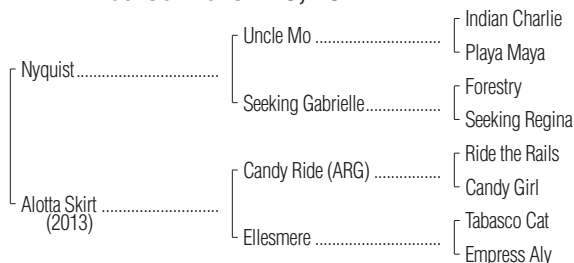 Indian Charlie
Uncle Mo
Playa Maya
Nyquist
Forestry
Seeking Gabrielle
Seeking Regina
Ride the Rails
Candy Ride (ARG)
Candy Girl
Alotta Skirt
(2013)
Tabasco Cat
Ellesmere
Empress Aly